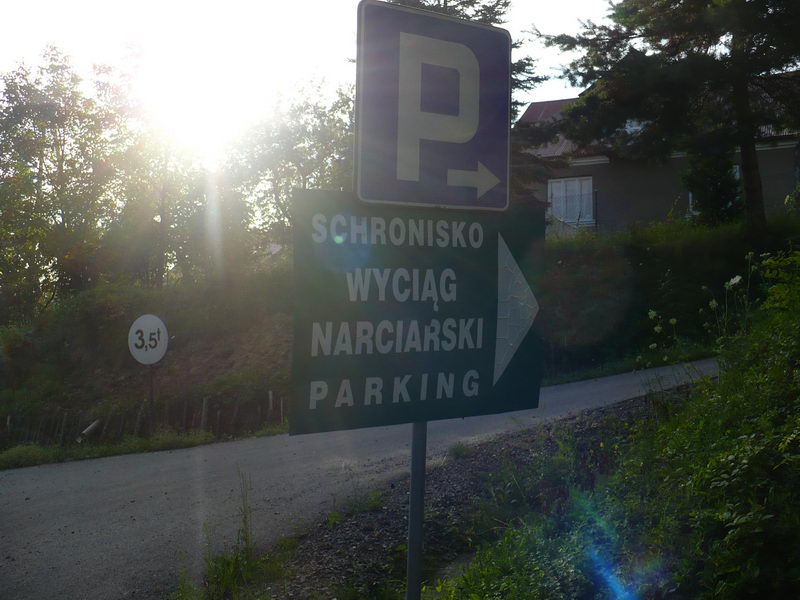 P
SCHRONISKO
WYCIĄG
NARCIARSKI
PARKING
3,5t